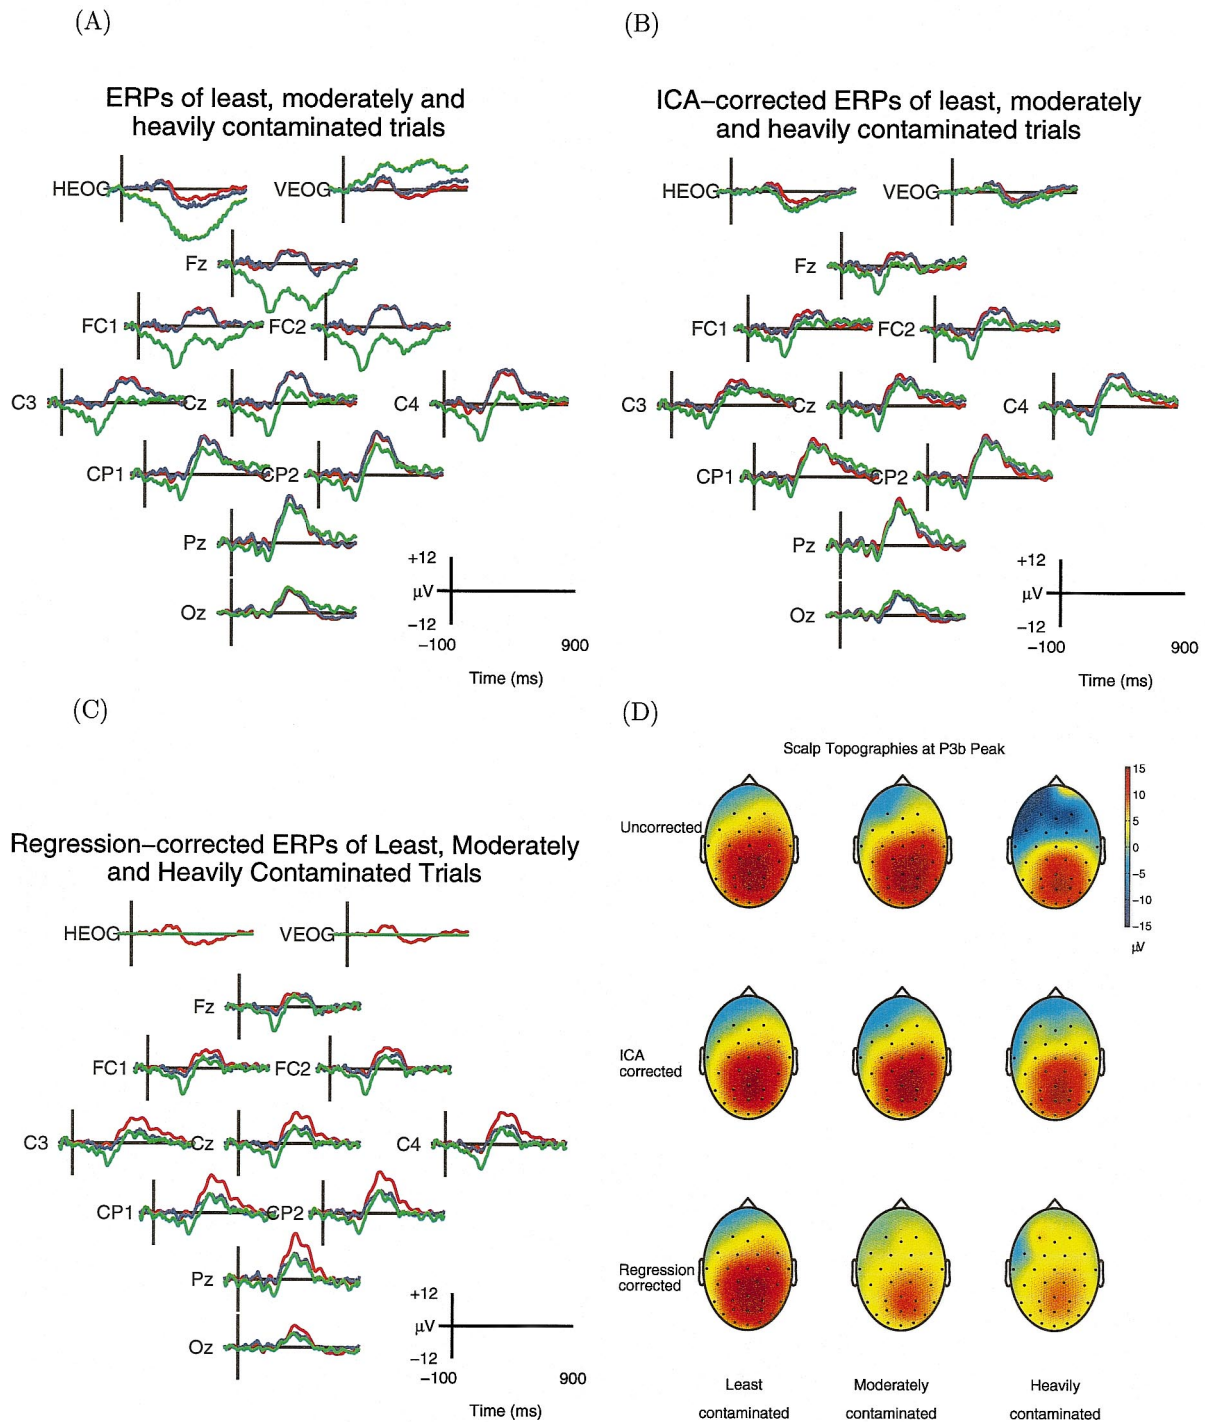 (A)
ERPs of least, moderately and
heavily contaminated trials
HEOG
VEOG
Fz
FC1
FC2
C3
Cz
C4
CP1
CP2
Pz
Oz
+12
μV
−12
−100
900
Time (ms)
(B)
ICA−corrected ERPs of least, moderately
and heavily contaminated trials
HEOG
VEOG
Fz
FC1
FC2
C3
Cz
C4
CP1
CP2
Pz
Oz
+12
μV
−12
−100
900
Time (ms)
(C)
Regression−corrected ERPs of Least, Moderately
and Heavily Contaminated Trials
HEOG
VEOG
Fz
FC1
FC2
C3
Cz
C4
CP1
CP2
Pz
Oz
+12
μV
−12
−100
900
Time (ms)
(D)
Scalp Topographies at P3b Peak
Uncorrected
15
10
5
0
−5
−10
−15
μV
ICA
corrected
Regression
corrected
Least
contaminated
Moderately
contaminated
Heavily
contaminated